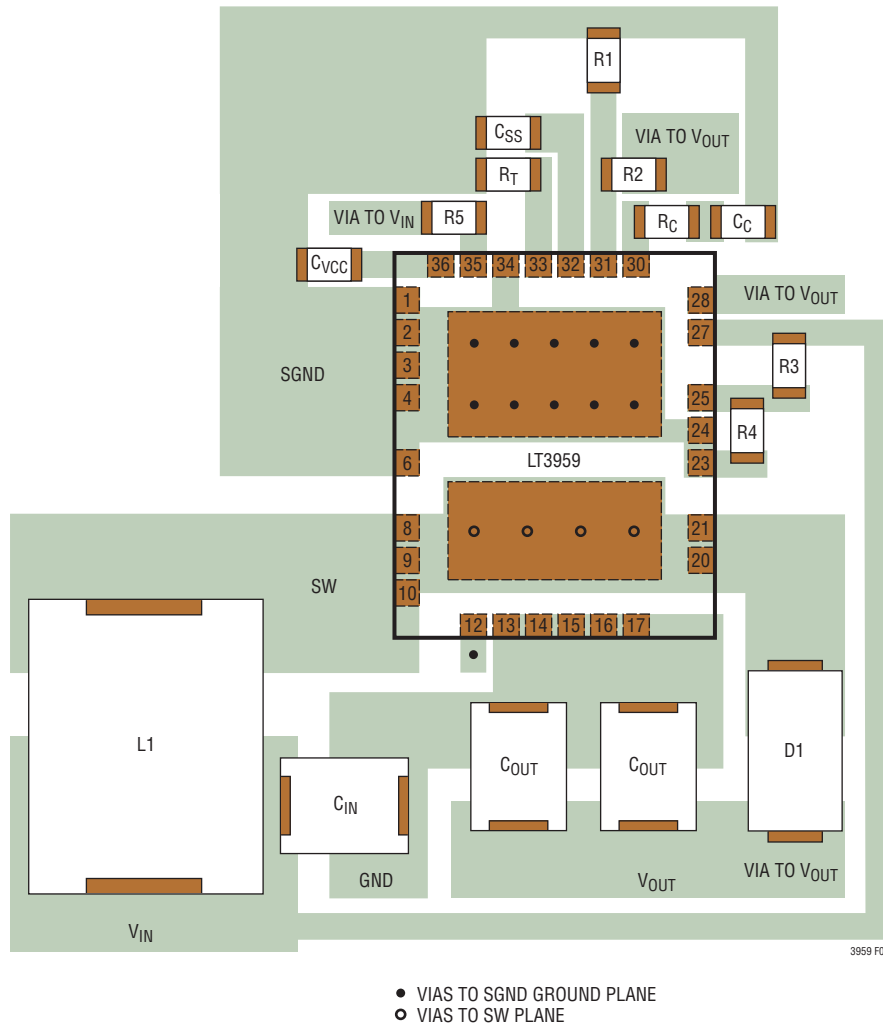 R1
CSS
VIA TO VOUT
RT
R2
VIA TO VIN
R5
RC
CC
CVCC
36
35
34
33
32
31
30
1
28
VIA TO VOUT
2
27
3
R3
SGND
4
25
24
R4
6
LT3959
23
8
21
9
20
SW
10
12
13
14
15
16
17
L1
COUT
COUT
D1
CIN
GND
VOUT
VIA TO VOUT
VIN
3959 F0
VIAS TO SGND GROUND PLANE
VIAS TO SW PLANE